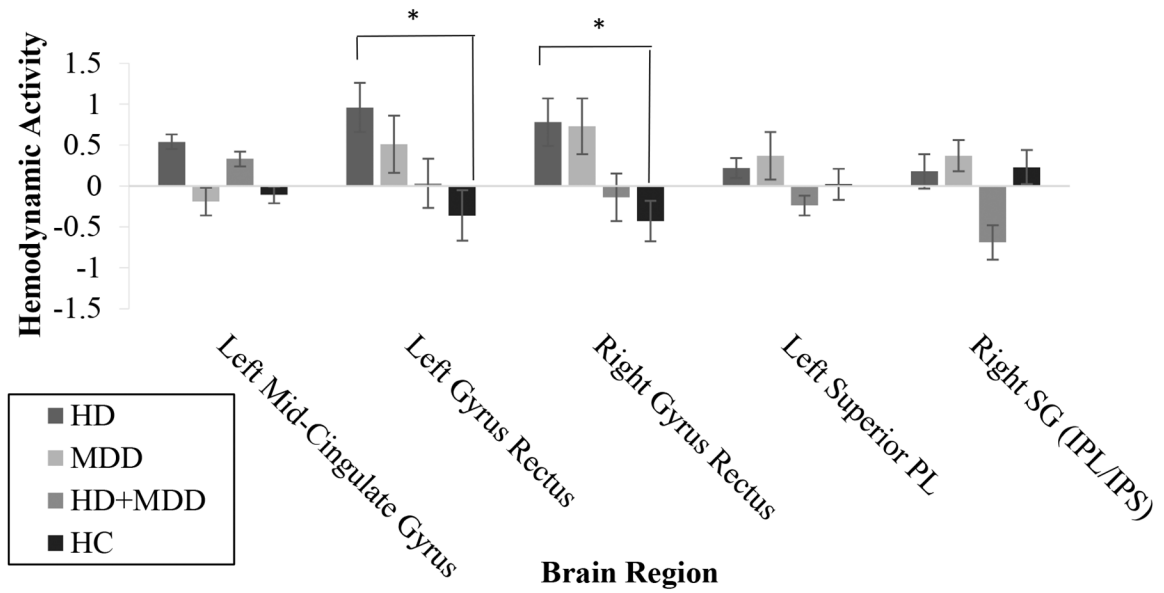 *
*
Hemodynamic Activity
1.5
1
0.5
0
-0.5
-1
-1.5
Left Mid-Cingulate Gyrus
Left Gyrus Rectus
Right Gyrus Rectus
Left Superior PL
Right SG (IPL/IPS)
HD
MDD
HD+MDD
HC
Brain Region